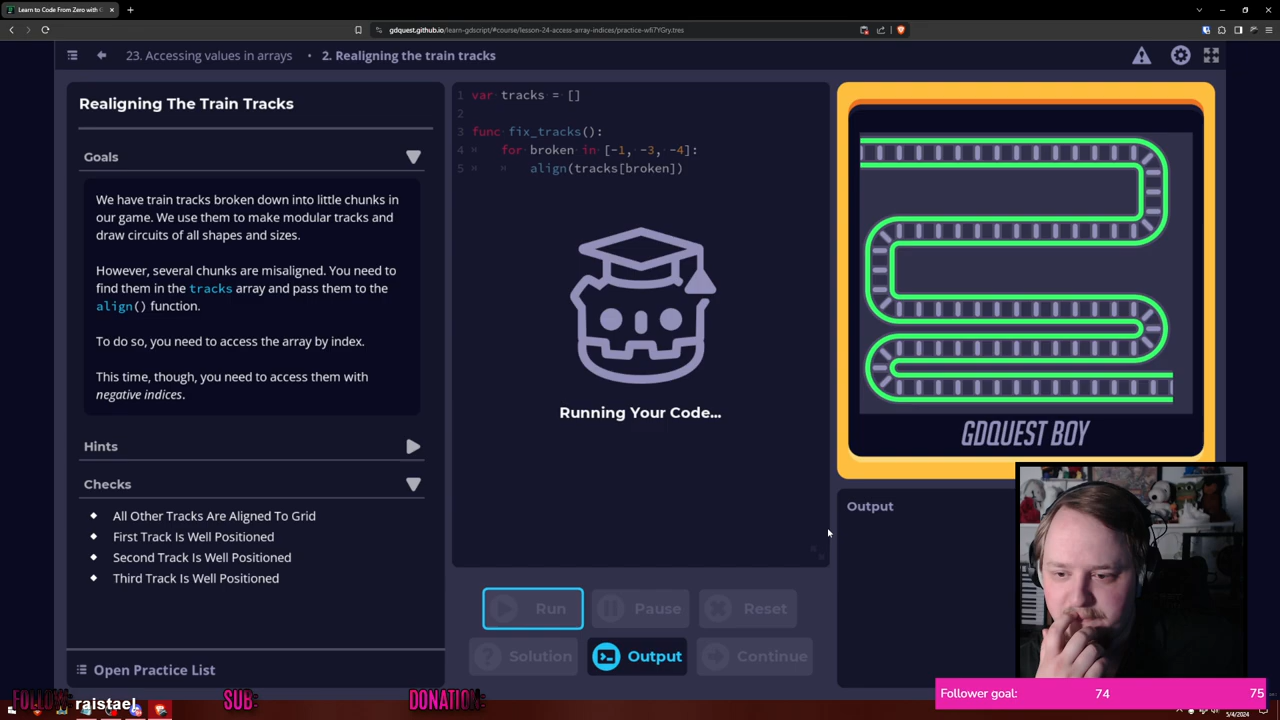 Learn to Code From Zero with
gdquest.github.io/learn-gdscript/#course/lesson-24-access-array-indices/practice-wfi7YGry.tres
23. Accessing values in arrays • 2. Realigning the train tracks
Realigning The Train Tracks
Goals
We have train tracks broken down into little chunks in
our game. We use them to make modular tracks and
draw circuits of all shapes and sizes.
However, several chunks are misaligned. You need to
find them in the tracks array and pass them to the
align() function.
To do so, you need to access the array by index.
This time, though, you need to access them with
negative indices.
Hints
Checks
All Other Tracks Are Aligned To Grid
First Track Is Well Positioned
Second Track Is Well Positioned
Third Track Is Well Positioned
Open Practice List
1 var tracks = []
2
3 func fix_tracks():
4 for broken in [-1, -3, -4]:
5 align(tracks[broken])
Running Your Code...
Run
Pause
Reset
Solution
Output
Continue
GDQUEST BOY
Output
FOLLOW: raistael
SUB:
DONATION:
Follower goal: 74 75
5/4/2024